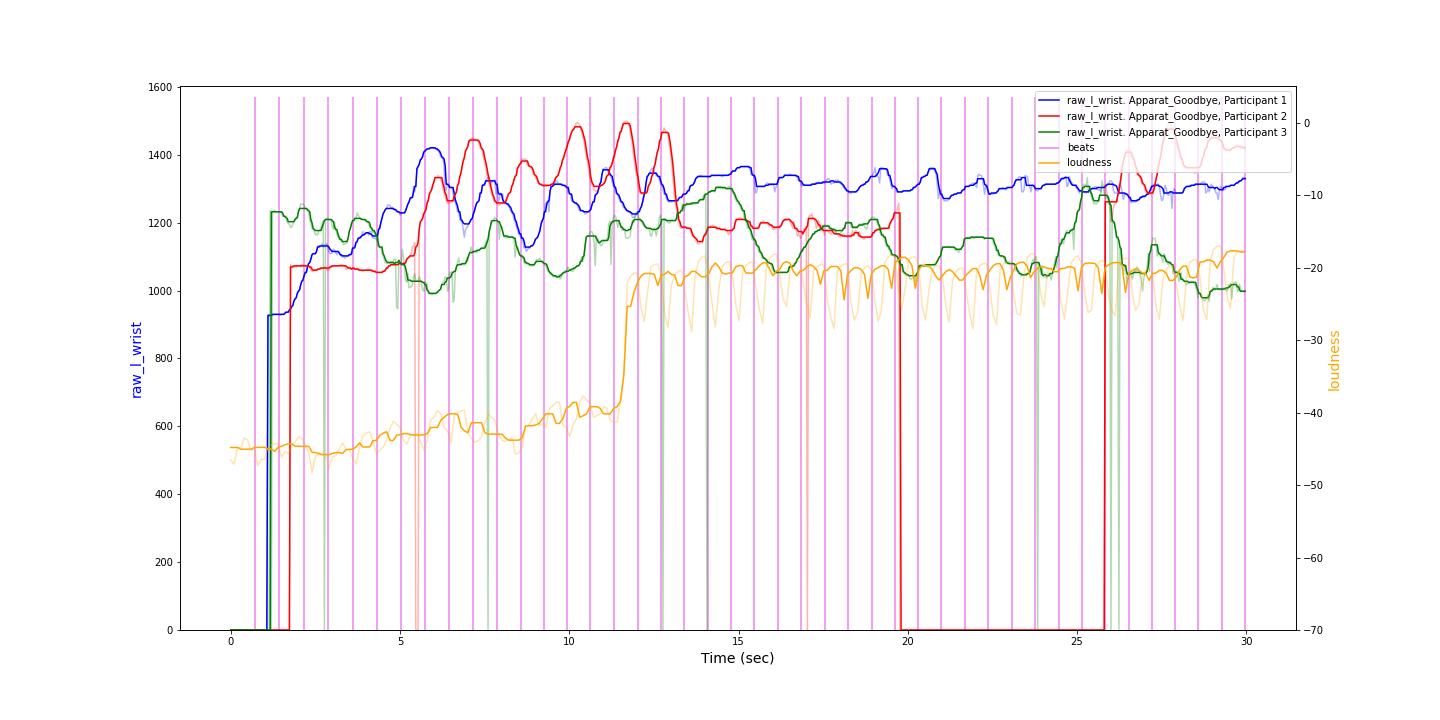 1600
1400
1200
1000
800
600
400
200
0
raw_l_wrist
raw_l_wrist. Apparat_Goodbye, Participant 1
raw_l_wrist. Apparat_Goodbye, Participant 2
raw_l_wrist. Apparat_Goodbye, Participant 3
beats
loudness
0
−10
−20
−30
−40
−50
−60
−70
loudness
0 5 10 15 20 25 30
Time (sec)